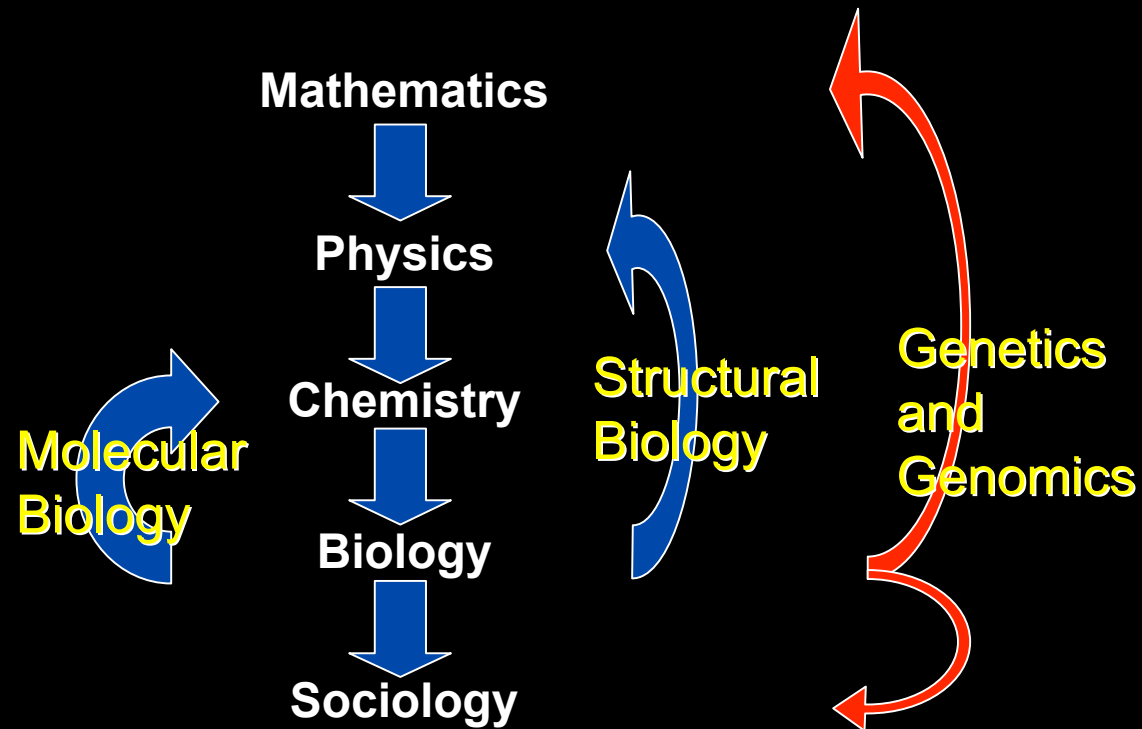 Mathematics
Physics
Chemistry
Biology
Sociology
Molecular
Biology
Structural
Biology
Genetics
and
Genomics